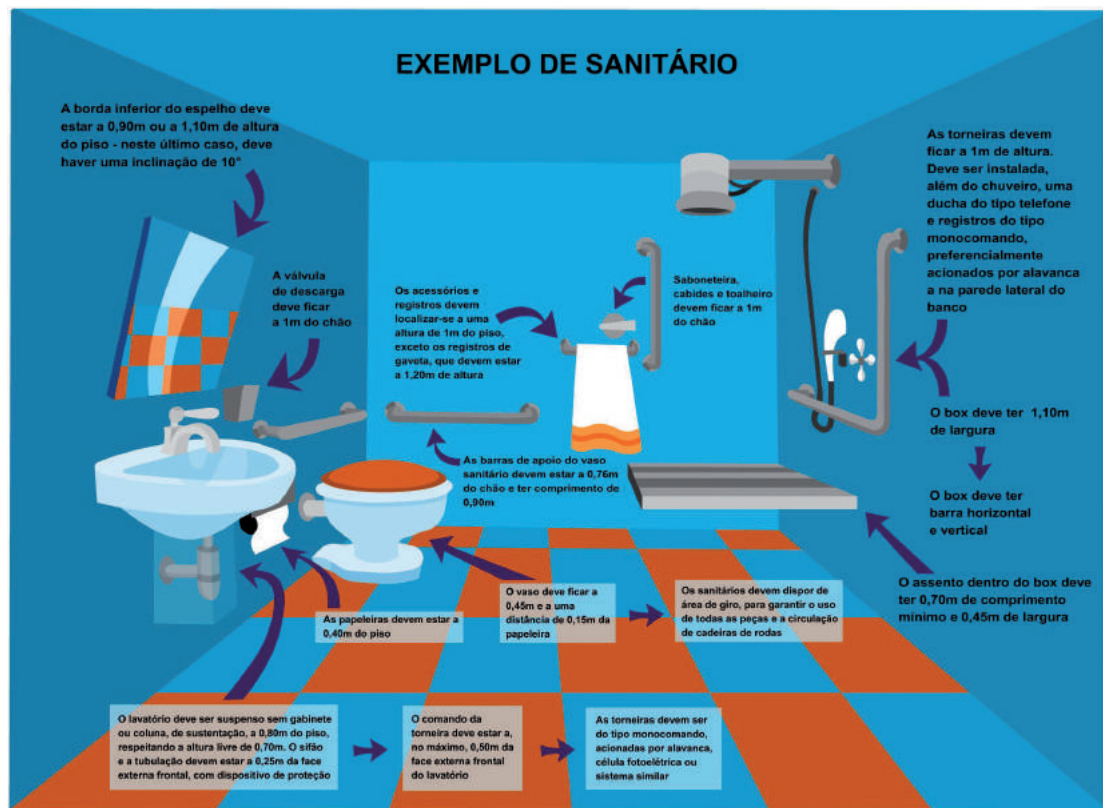 EXEMPLO DE SANITÁRIO
A borda inferior do espelho deve
estar a 0,90m ou a 1,10m de altura
do piso - neste último caso, deve
haver uma inclinação de 10°
A válvula
de descarga
deve ficar
a 1m do chão
Os acessórios e
registros devem
localizar-se a uma
altura de 1m do piso,
exceto os registros de
gaveta, que devem estar
a 1,20m de altura
Saboneteira,
cabides e toalheiro
devem ficar a 1m
do chão
As torneiras devem
ficar a 1m de altura.
Deve ser instalada,
além do chuveiro, uma
ducha do tipo telefone
e registros do tipo
monocomando,
preferencialmente
acionados por alavanca
a na parede lateral do
banco
O box deve ter 1,10m
de largura
O box deve ter
barra horizontal
e vertical
As barras de apoio do vaso
sanitário devem estar a 0,76m
do chão e ter comprimento de
0,90m
O assento dentro do box deve
ter 0,70m de comprimento
mínimo e 0,45m de largura
As papeleiras devem estar a
0,40m do piso
O vaso deve ficar a
0,45m e a uma
distância de 0,15m da
papeleira
Os sanitários devem dispor de
área de giro, para garantir o uso
de todas as peças e a circulação
de cadeiras de rodas
O lavatório deve ser suspenso sem gabinete
ou coluna, de sustentação, a 0,80m do piso,
respeitando a altura livre de 0,70m. O sifão
e a tubulação devem estar a 0,25m da face
externa frontal, com dispositivo de proteção
O comando da
torneira deve estar a,
no máximo, 0,50m da
face externa frontal
do lavatório
As torneiras devem ser
do tipo monocomando,
acionadas por alavanca,
célula fotoelétrica ou
sistema similar